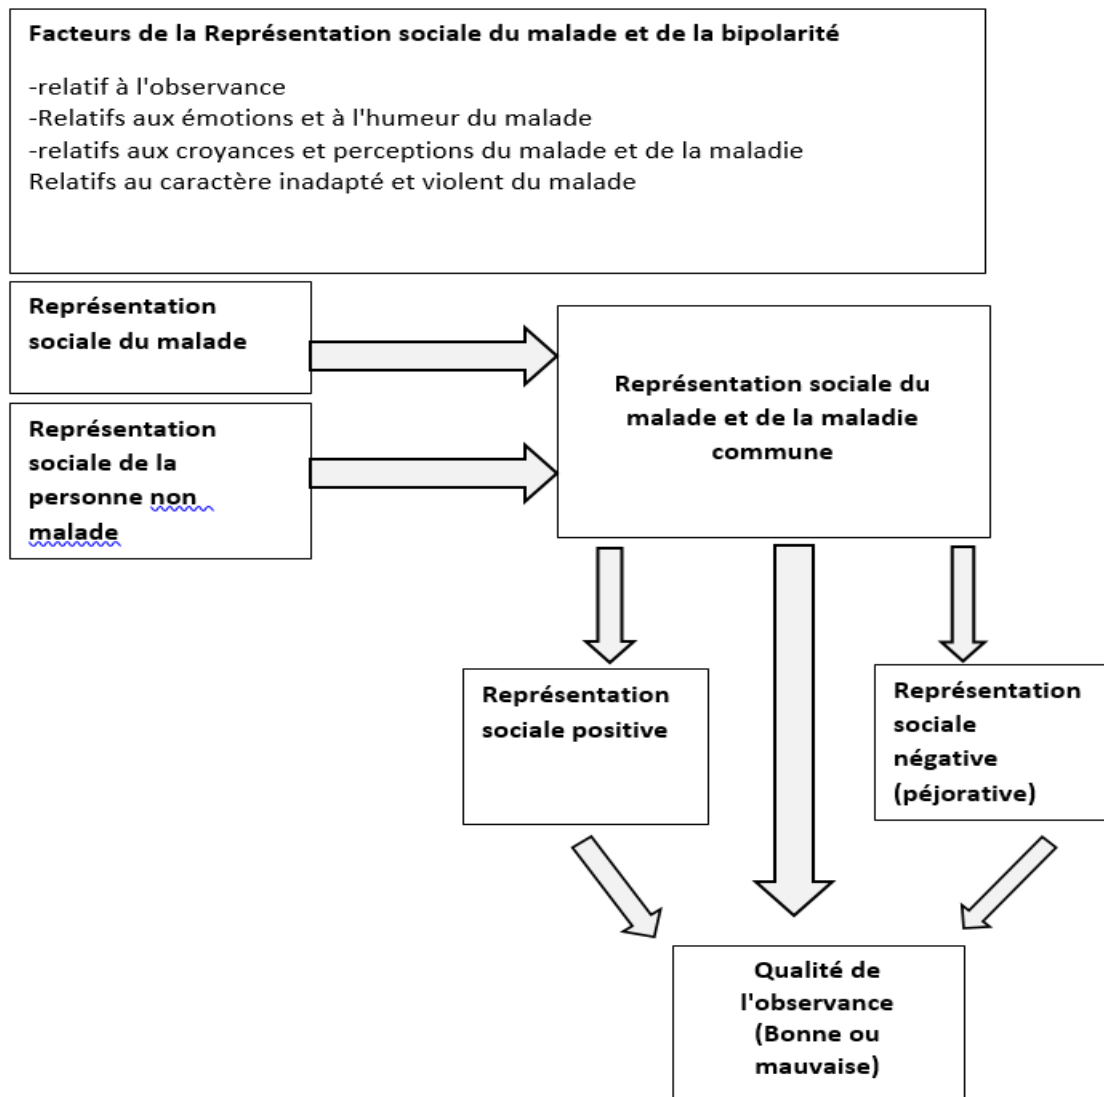 Facteurs de la Représentation sociale du malade et de la bipolarité
-relatif à l'observance
-Relatifs aux émotions et à l'humeur du malade
-relatifs aux croyances et perceptions du malade et de la maladie
Relatifs au caractère inadapté et violent du malade
Représentation
sociale du malade
Représentation
sociale de la
personne non
malade
Représentation sociale du
malade et de la maladie
commune
Représentation
sociale positive
Représentation
sociale
négative
(péjorative)
Qualité de
l'observance
(Bonne ou
mauvaise)